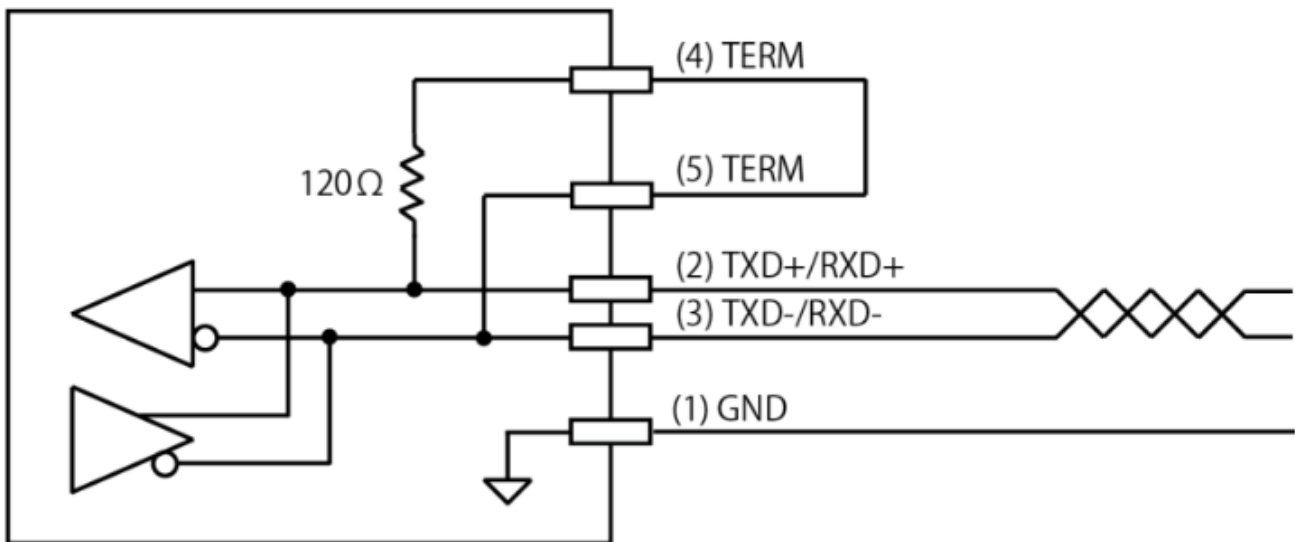 (4) TERM
120Ω
(5) TERM
(2) TXD+/RXD+
(3) TXD-/RXD-
(1) GND